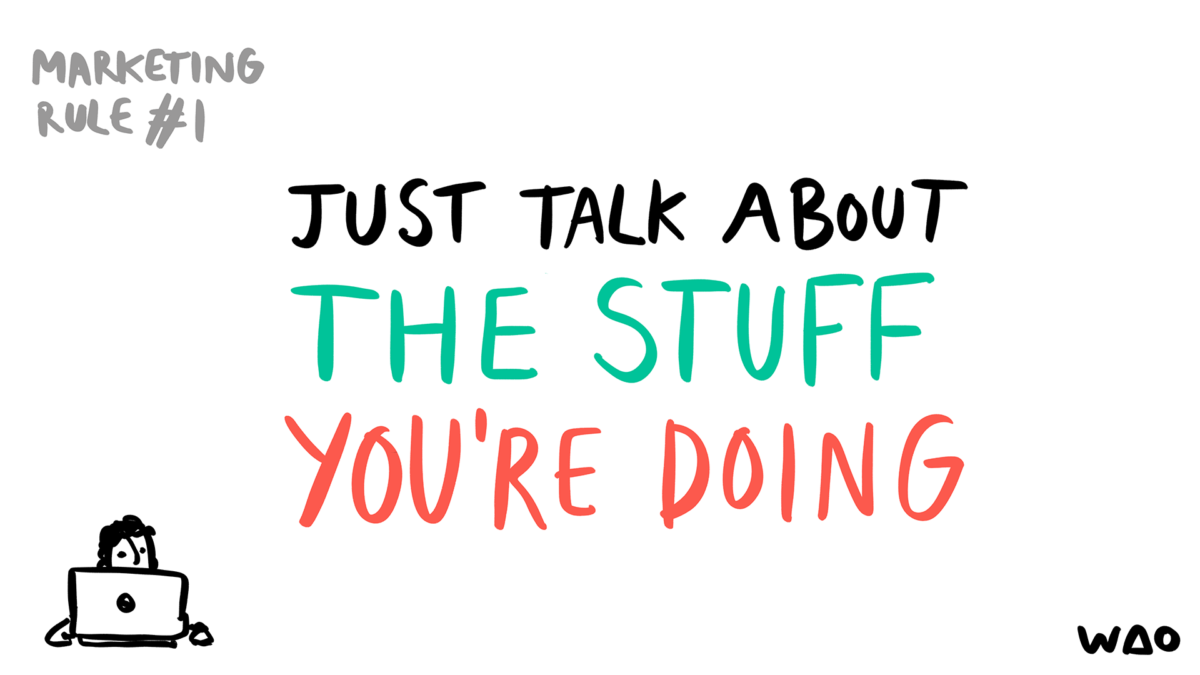 MARKETING
RULE #1
JUST TALK ABOUT
THE STUFF
YOU'RE DOING
WAO